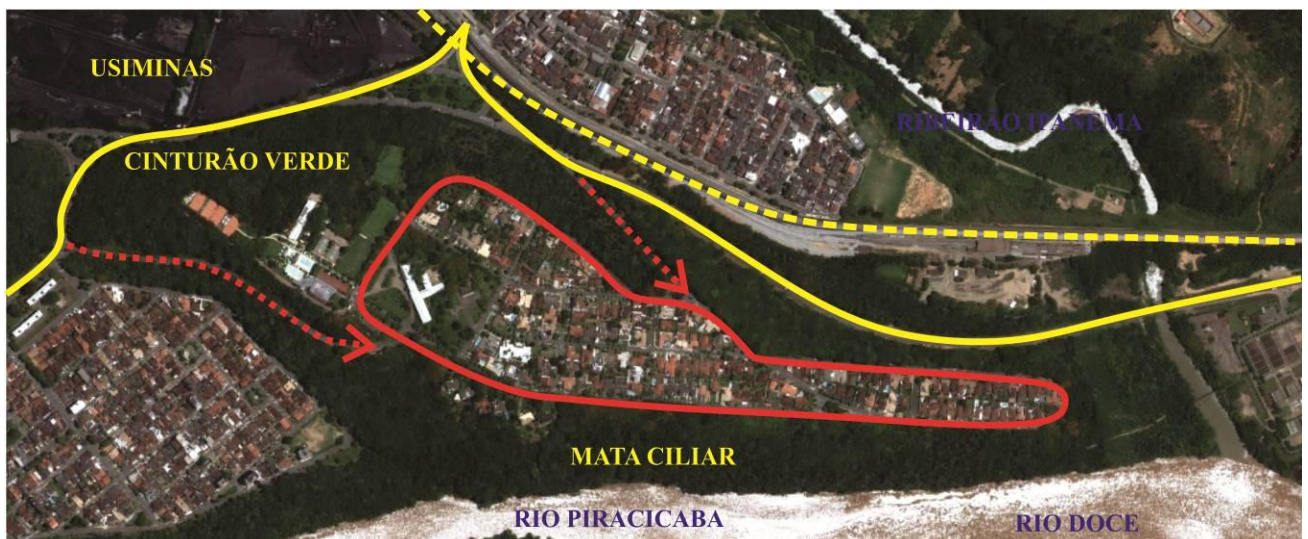 USIMINAS
RIBEIRÃO IPANEMA
CINTURÃO VERDE
MATA CILIAR
RIO PIRACICABA
RIO DOCE